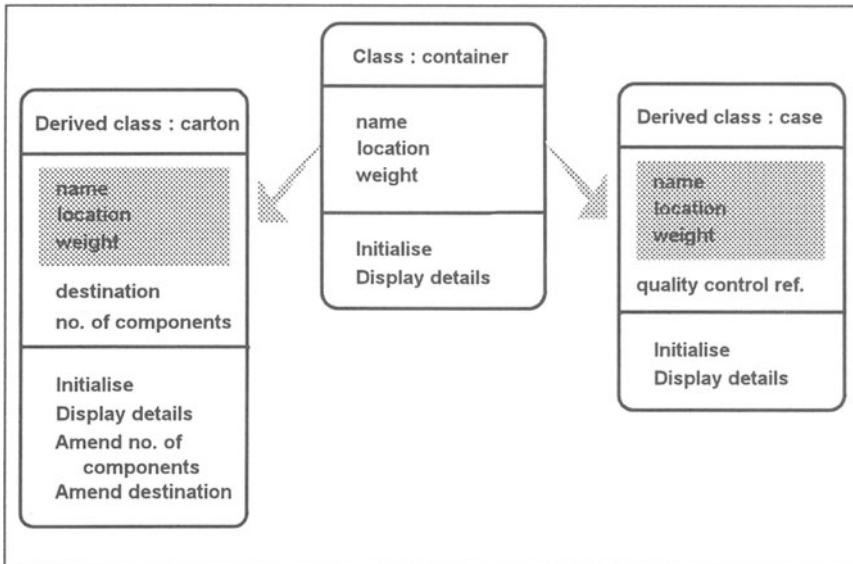 Class : container
name
location
weight
Initialise
Display details
Derived class : carton
name
location
weight
destination
no. of components
Initialise
Display details
Amend no. of
components
Amend destination
Derived class : case
name
location
weight
quality control ref.
Initialise
Display details